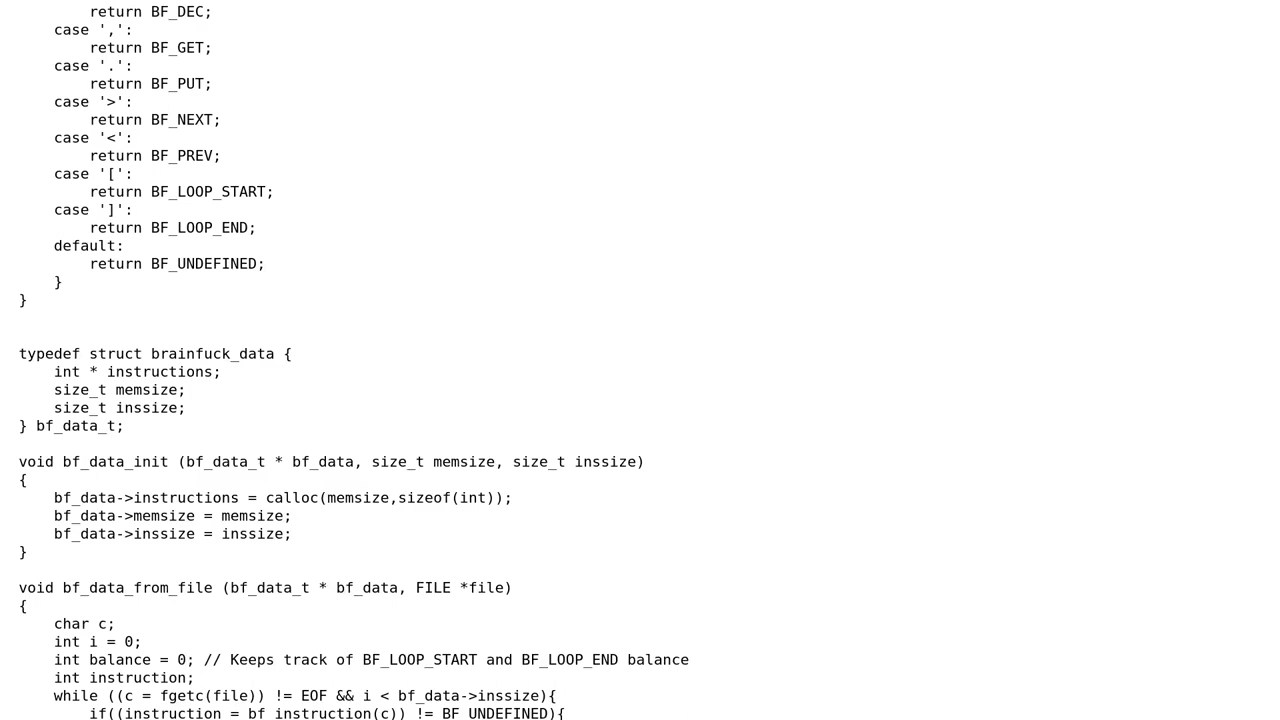 return BF_DEC;
    case ',':
        return BF_GET;
    case '.':
        return BF_PUT;
    case '>':
        return BF_NEXT;
    case '<':
        return BF_PREV;
    case '[':
        return BF_LOOP_START;
    case ']':
        return BF_LOOP_END;
    default:
        return BF_UNDEFINED;
    }
}


typedef struct brainfuck_data {
    int * instructions;
    size_t memsize;
    size_t inssize;
} bf_data_t;

void bf_data_init (bf_data_t * bf_data, size_t memsize, size_t inssize)
{
    bf_data->instructions = calloc(memsize,sizeof(int));
    bf_data->memsize = memsize;
    bf_data->inssize = inssize;
}

void bf_data_from_file (bf_data_t * bf_data, FILE *file)
{
    char c;
    int i = 0;
    int balance = 0; // Keeps track of BF_LOOP_START and BF_LOOP_END balance
    int instruction;
    while ((c = fgetc(file)) != EOF && i < bf_data->inssize){
        if((instruction = bf_instruction(c)) != BF_UNDEFINED){